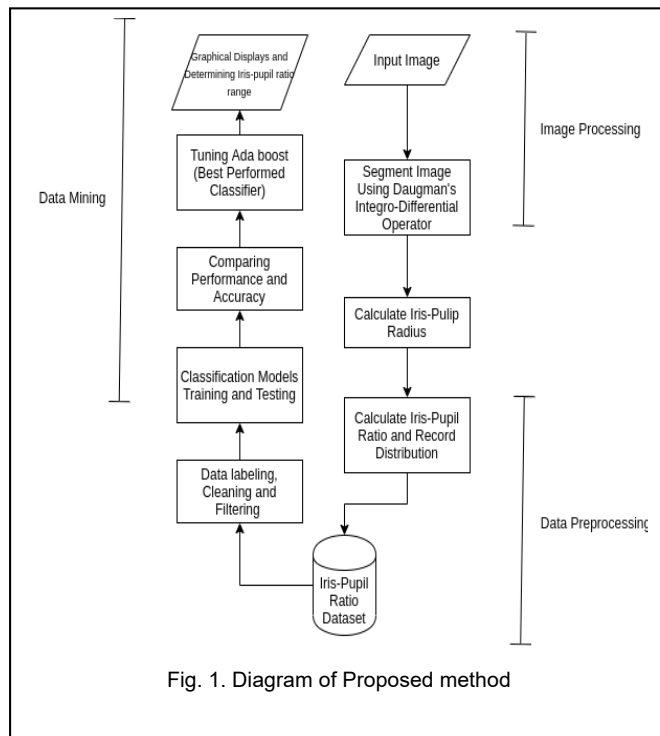 Graphical Displays and
Determining Iris-pupil ratio
range
Input Image
Image Processing
Tuning Ada boost
(Best Performed
Classifier)
Segment Image
Using Daugman's
Integro-Differential
Operator
Data Mining
Comparing
Performance and
Accuracy
Calculate Iris-Pulip
Radius
Classification Models
Training and Testing
Calculate Iris-Pupil
Ratio and Record
Distribution
Data labeling,
Cleaning and
Filtering
Data Preprocessing
Iris-Pupil
Ratio
Dataset
Fig. 1. Diagram of Proposed method